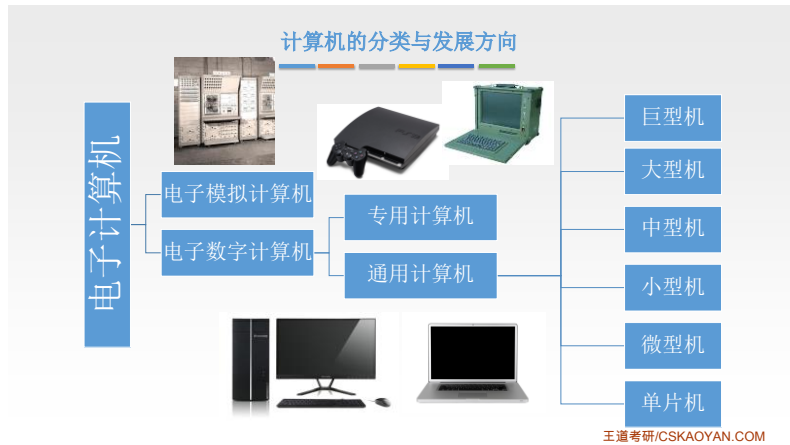 计算机的分类与发展方向
电子计算机
电子模拟计算机
电子数字计算机
专用计算机
通用计算机
巨型机
大型机
中型机
小型机
微型机
单片机
王道考研/CSKAOYAN.COM